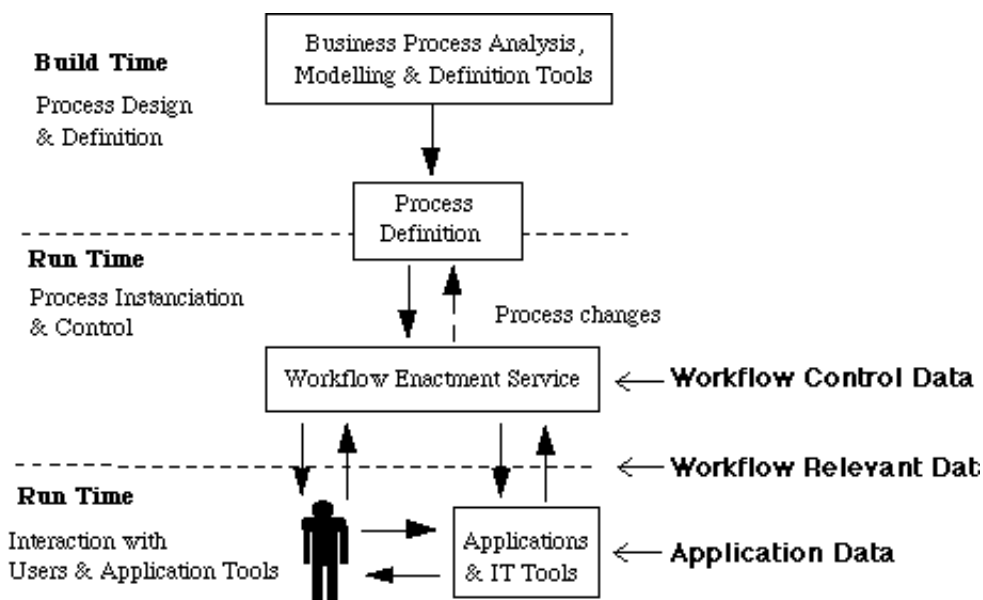 Business Process Analysis,
Modelling & Definition Tools
Build Time
Process Design
& Definition
Process
Definition
Run Time
Process Instanciation
& Control
Process changes
Workflow Enactment Service
Workflow Control Data
Workflow Relevant Dat
Run Time
Interaction with
Users & Application Tools
Applications
& IT Tools
Application Data